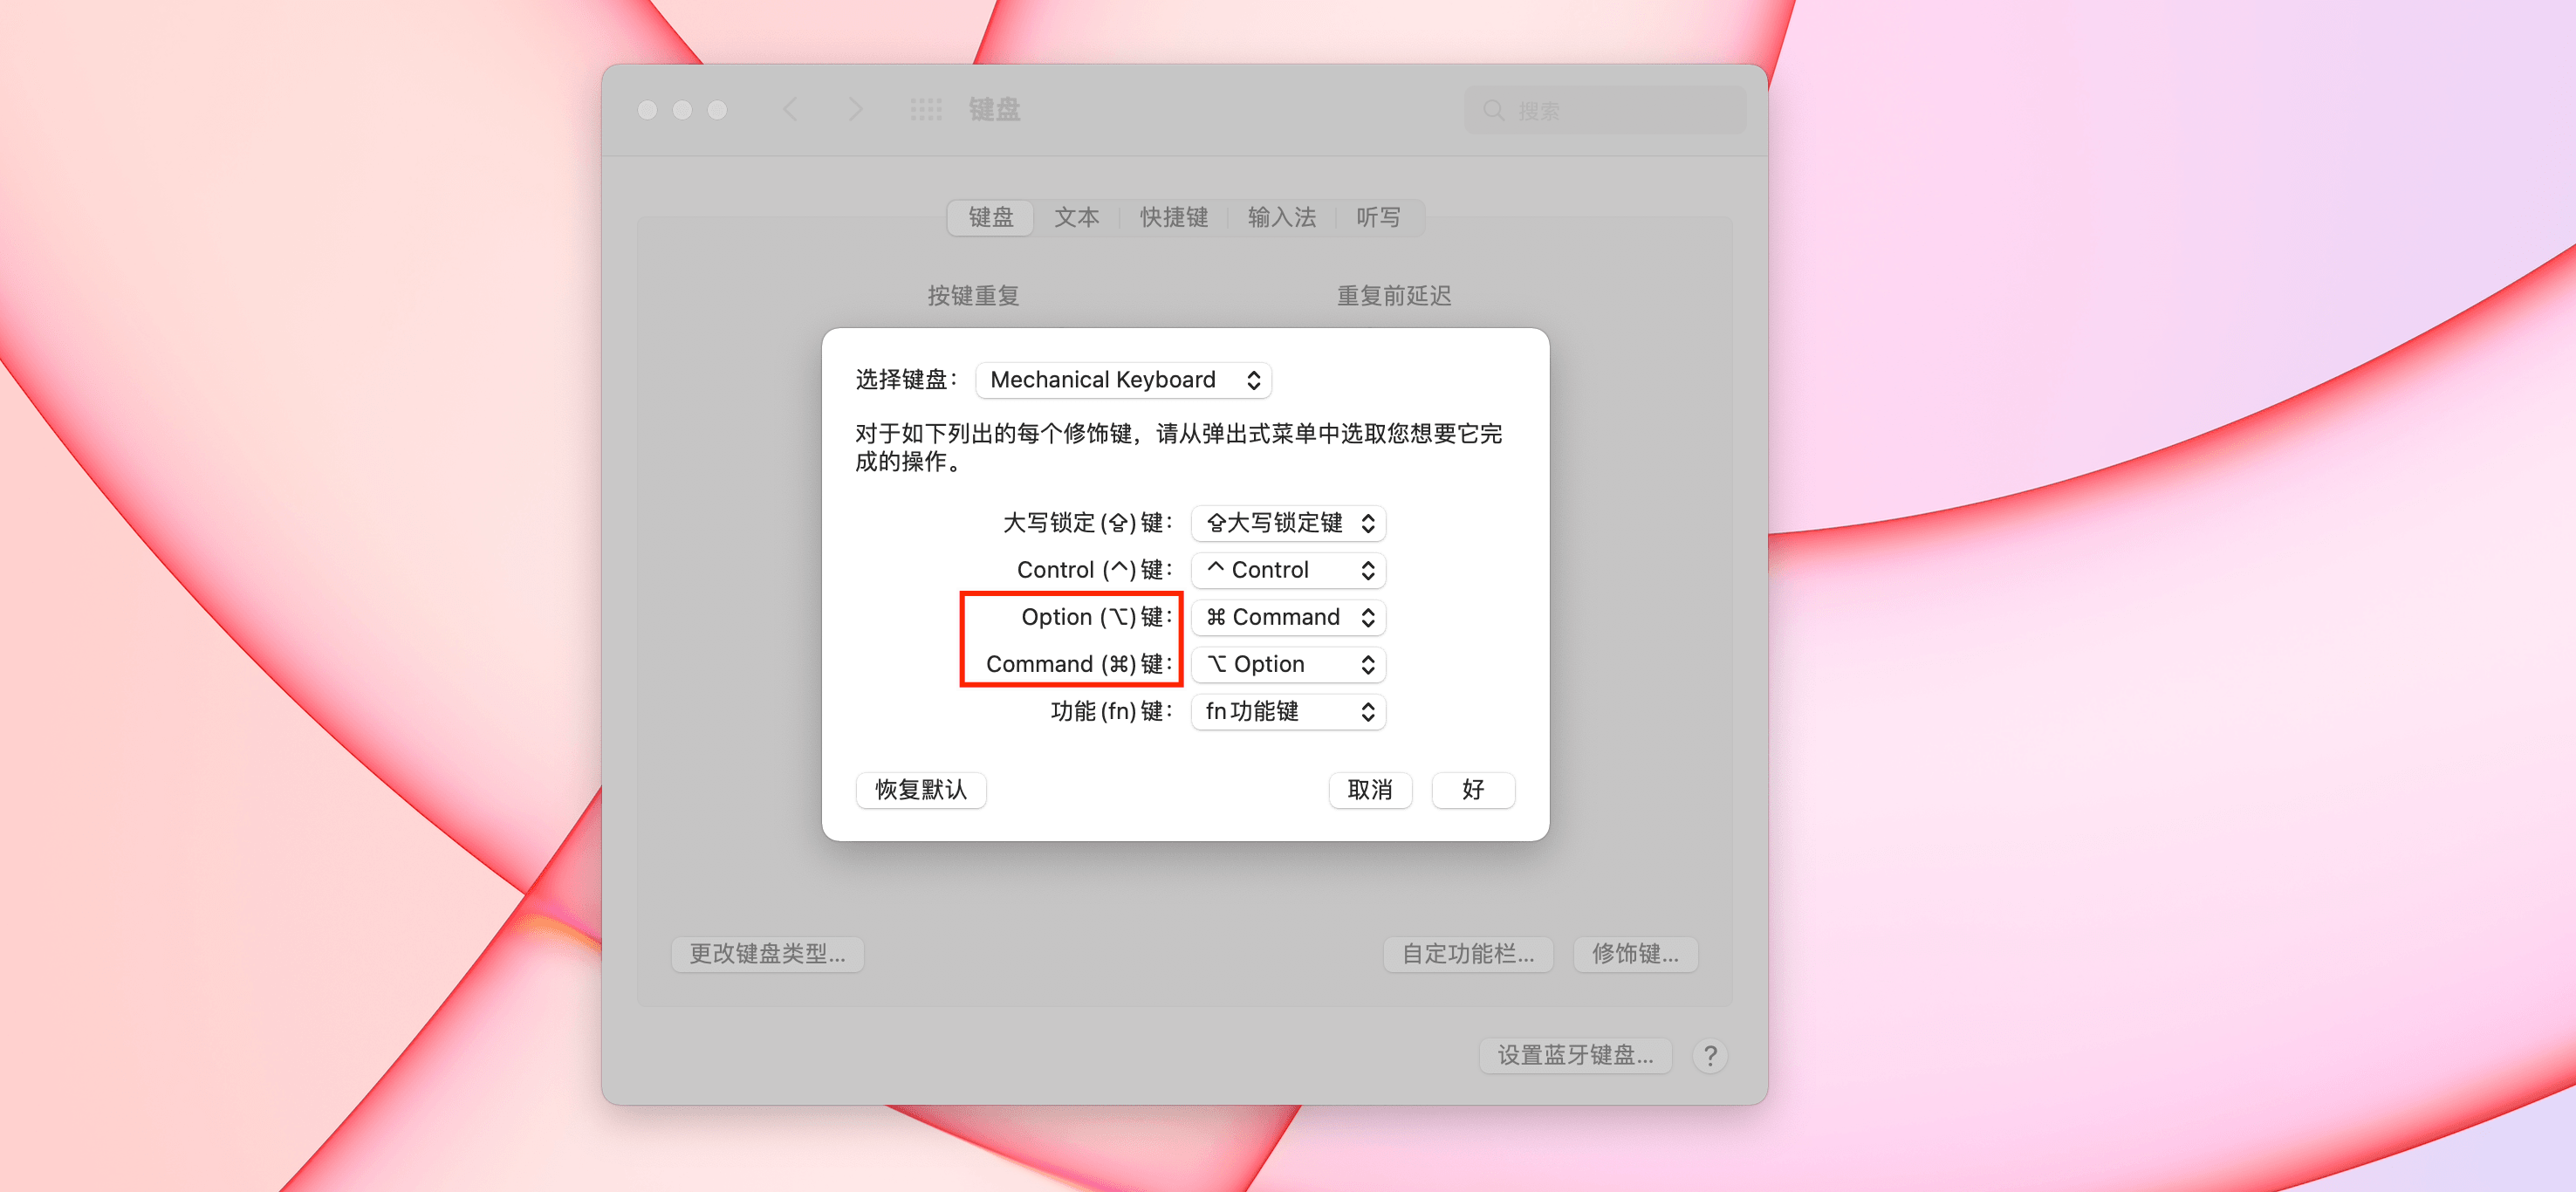 键盘
搜索
键盘 文本 快捷键 输入法 听写
按键重复 重复前延迟
选择键盘： Mechanical Keyboard
对于如下列出的每个修饰键，请从弹出式菜单中选取您想要它完
成的操作。
大写锁定(⇪)键： ⇪大写锁定键
Control (^)键： ^ Control
Option (⌥)键： ⌘ Command
Command (⌘)键： ⌥ Option
功能(fn)键： fn功能键
恢复默认 取消 好
更改键盘类型... 自定功能栏... 修饰键...
设置蓝牙键盘... ?